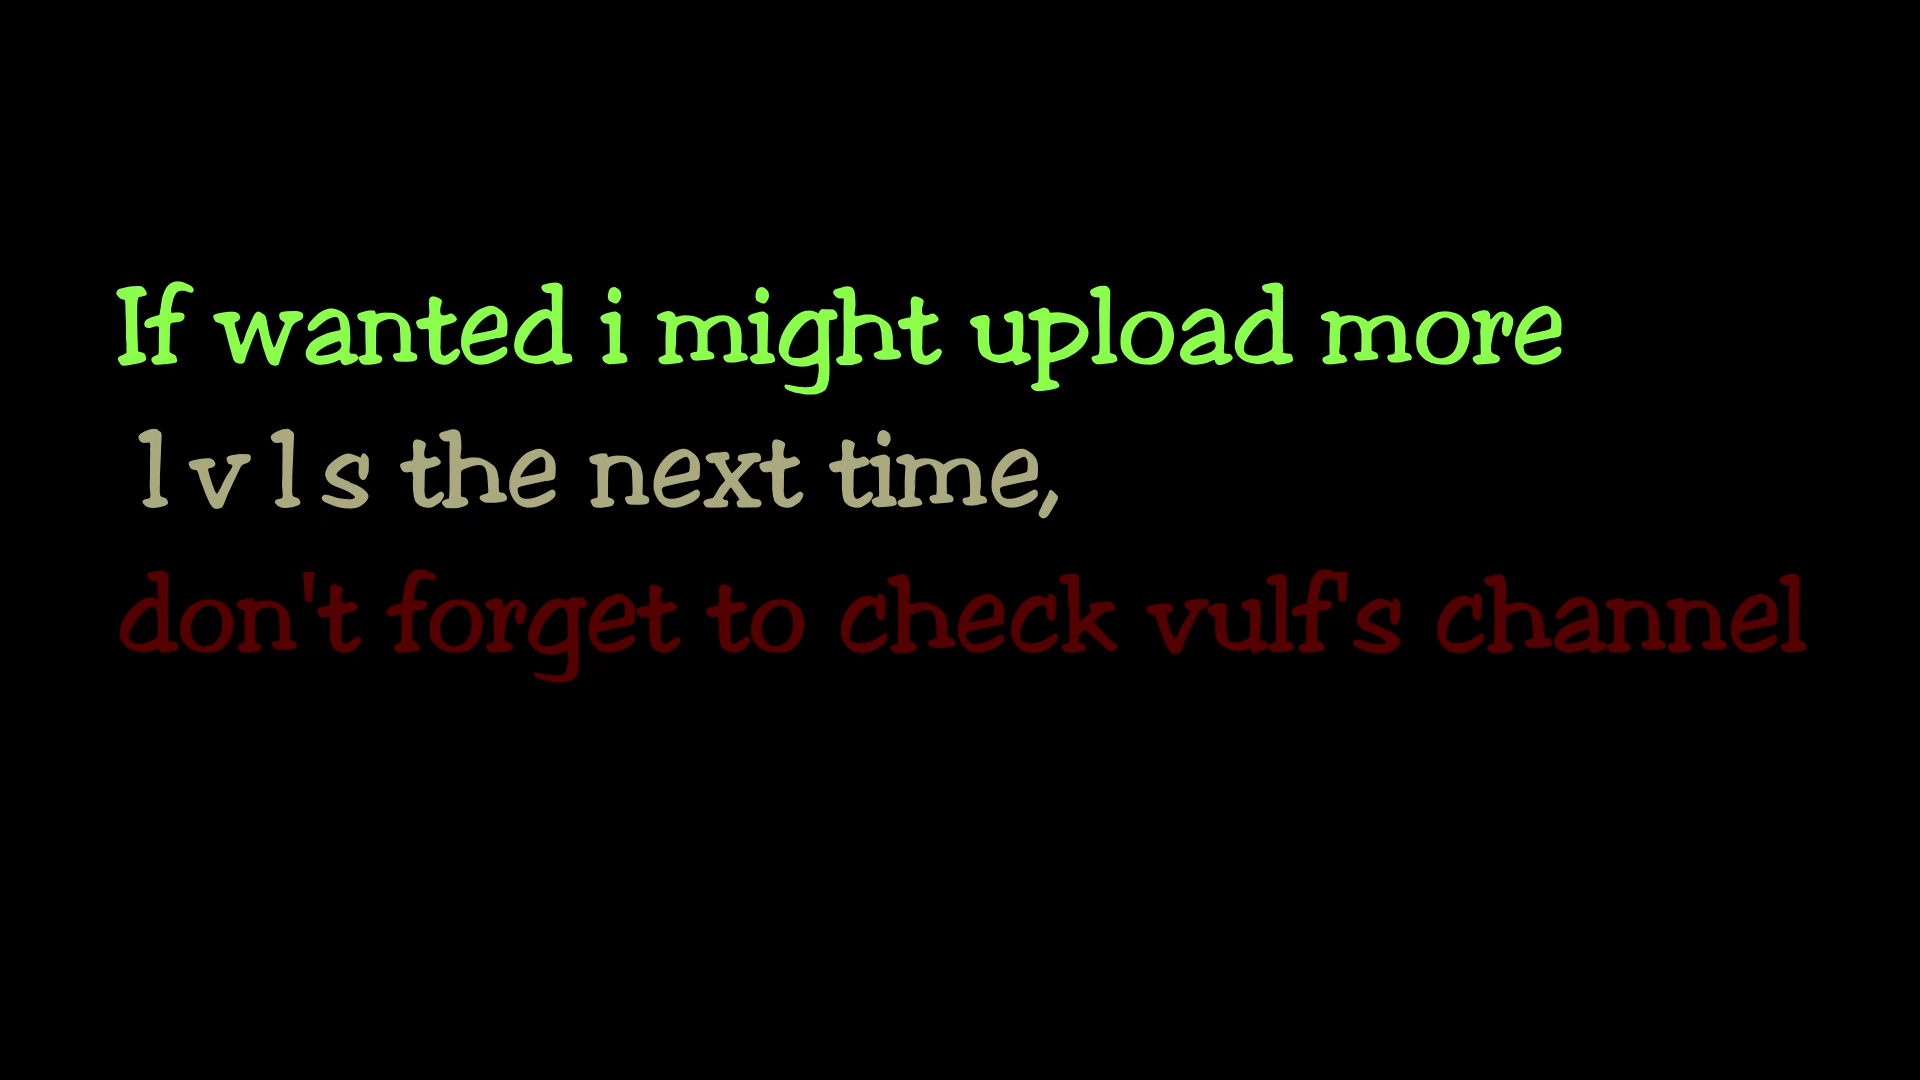 If wanted i might upload more
l v l s the next time,
don't forget to check vulf's channel